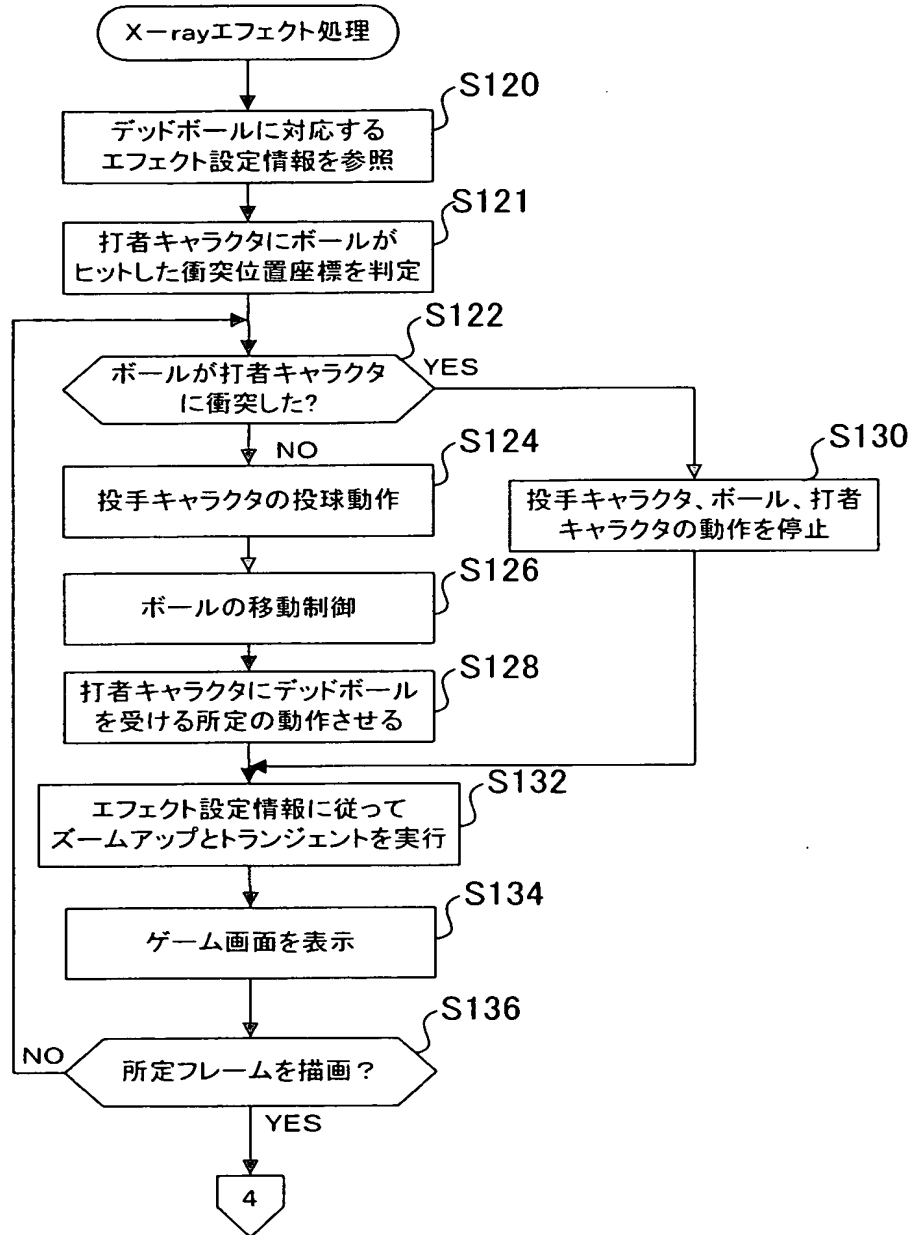 X－rayエフェクト処理
S120
デッドボールに対応する
エフェクト設定情報を参照
S121
打者キャラクタにボールが
ヒットした衝突位置座標を判定
S122
ボールが打者キャラクタ
に衝突した?
YES
NO
S124
投手キャラクタの投球動作
S130
投手キャラクタ、ボール、打者
キャラクタの動作を停止
S126
ボールの移動制御
S128
打者キャラクタにデッドボール
を受ける所定の動作させる
S132
エフェクト設定情報に従って
ズームアップとトランジェントを実行
S134
ゲーム画面を表示
S136
所定フレームを描画?
NO
YES
4